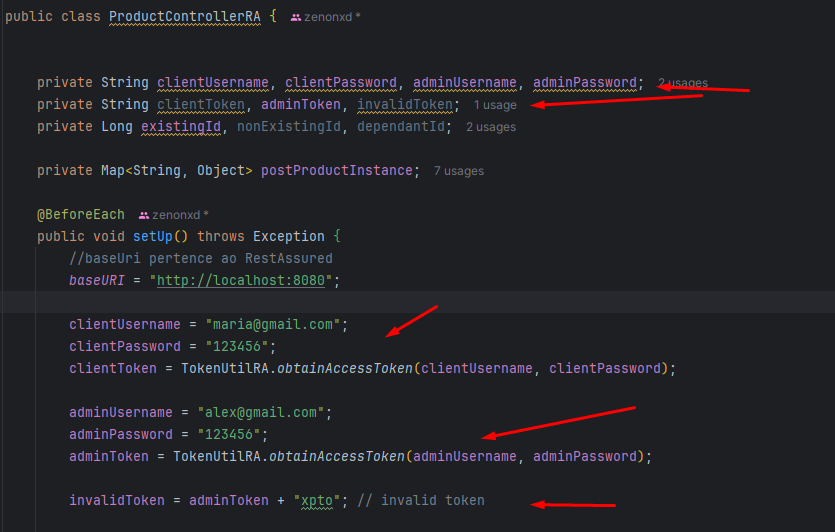 public class ProductControllerRA { zenonxd *
private String clientUsername, clientPassword, adminUsername, adminPassword; 2 usages
private String clientToken, adminToken, invalidToken; 1 usage
private Long existingId, nonExistingId, dependantId; 2 usages
private Map<String, Object> postProductInstance; 7 usages
@BeforeEach zenonxd *
public void setUp() throws Exception {
//baseUri pertence ao RestAssured
baseURI = "http://localhost:8080";
clientUsername = "maria@gmail.com";
clientPassword = "123456";
clientToken = TokenUtilRA.obtainAccessToken(clientUsername, clientPassword);
adminUsername = "alex@gmail.com";
adminPassword = "123456";
adminToken = TokenUtilRA.obtainAccessToken(adminUsername, adminPassword);
invalidToken = adminToken + "xpto"; // invalid token